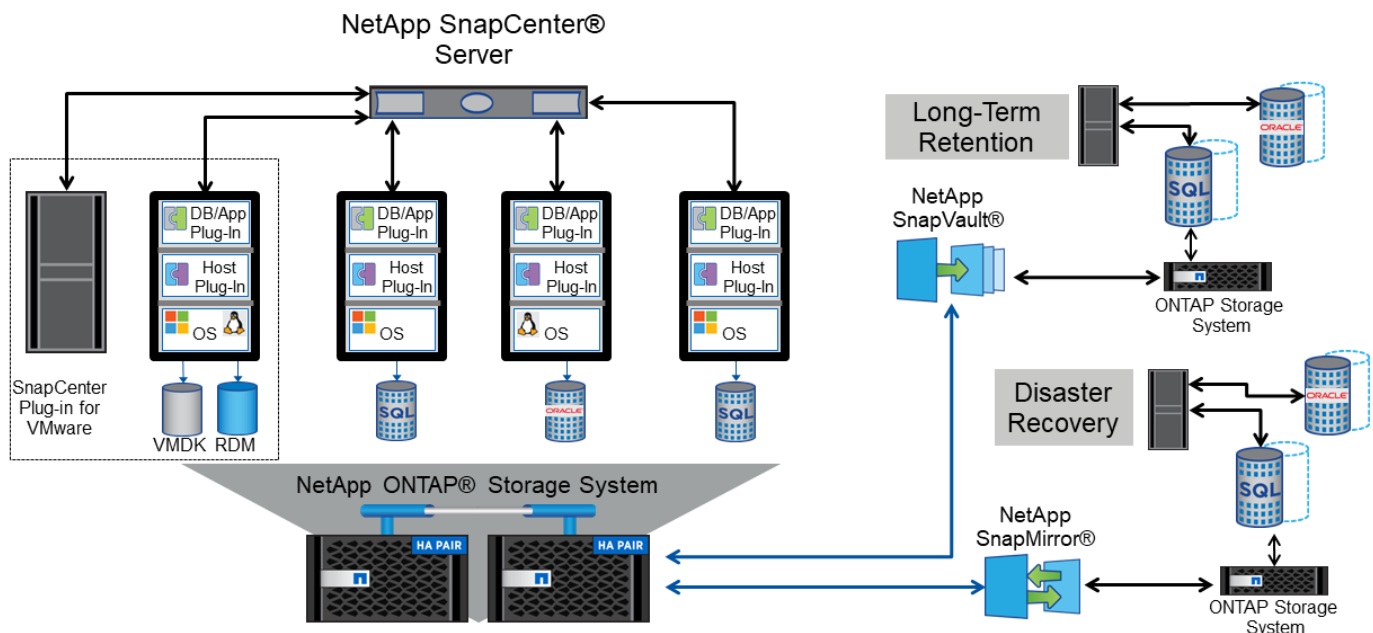 NetApp SnapCenter®
Server
Long-Term
Retention
ORACLE
SQL
NetApp
SnapVault®
ONTAP Storage
System
DB/App
Plug-In
Host
Plug-In
OS
DB/App
Plug-In
Host
Plug-In
OS
DB/App
Plug-In
Host
Plug-In
OS
DB/App
Plug-In
Host
Plug-In
OS
SnapCenter
Plug-in for
VMware
VMDK RDM
SQL
ORACLE
SQL
Disaster
Recovery
ORACLE
SQL
NetApp ONTAP® Storage System
HA PAIR
HA PAIR
NetApp
SnapMirror®
ONTAP Storage
System